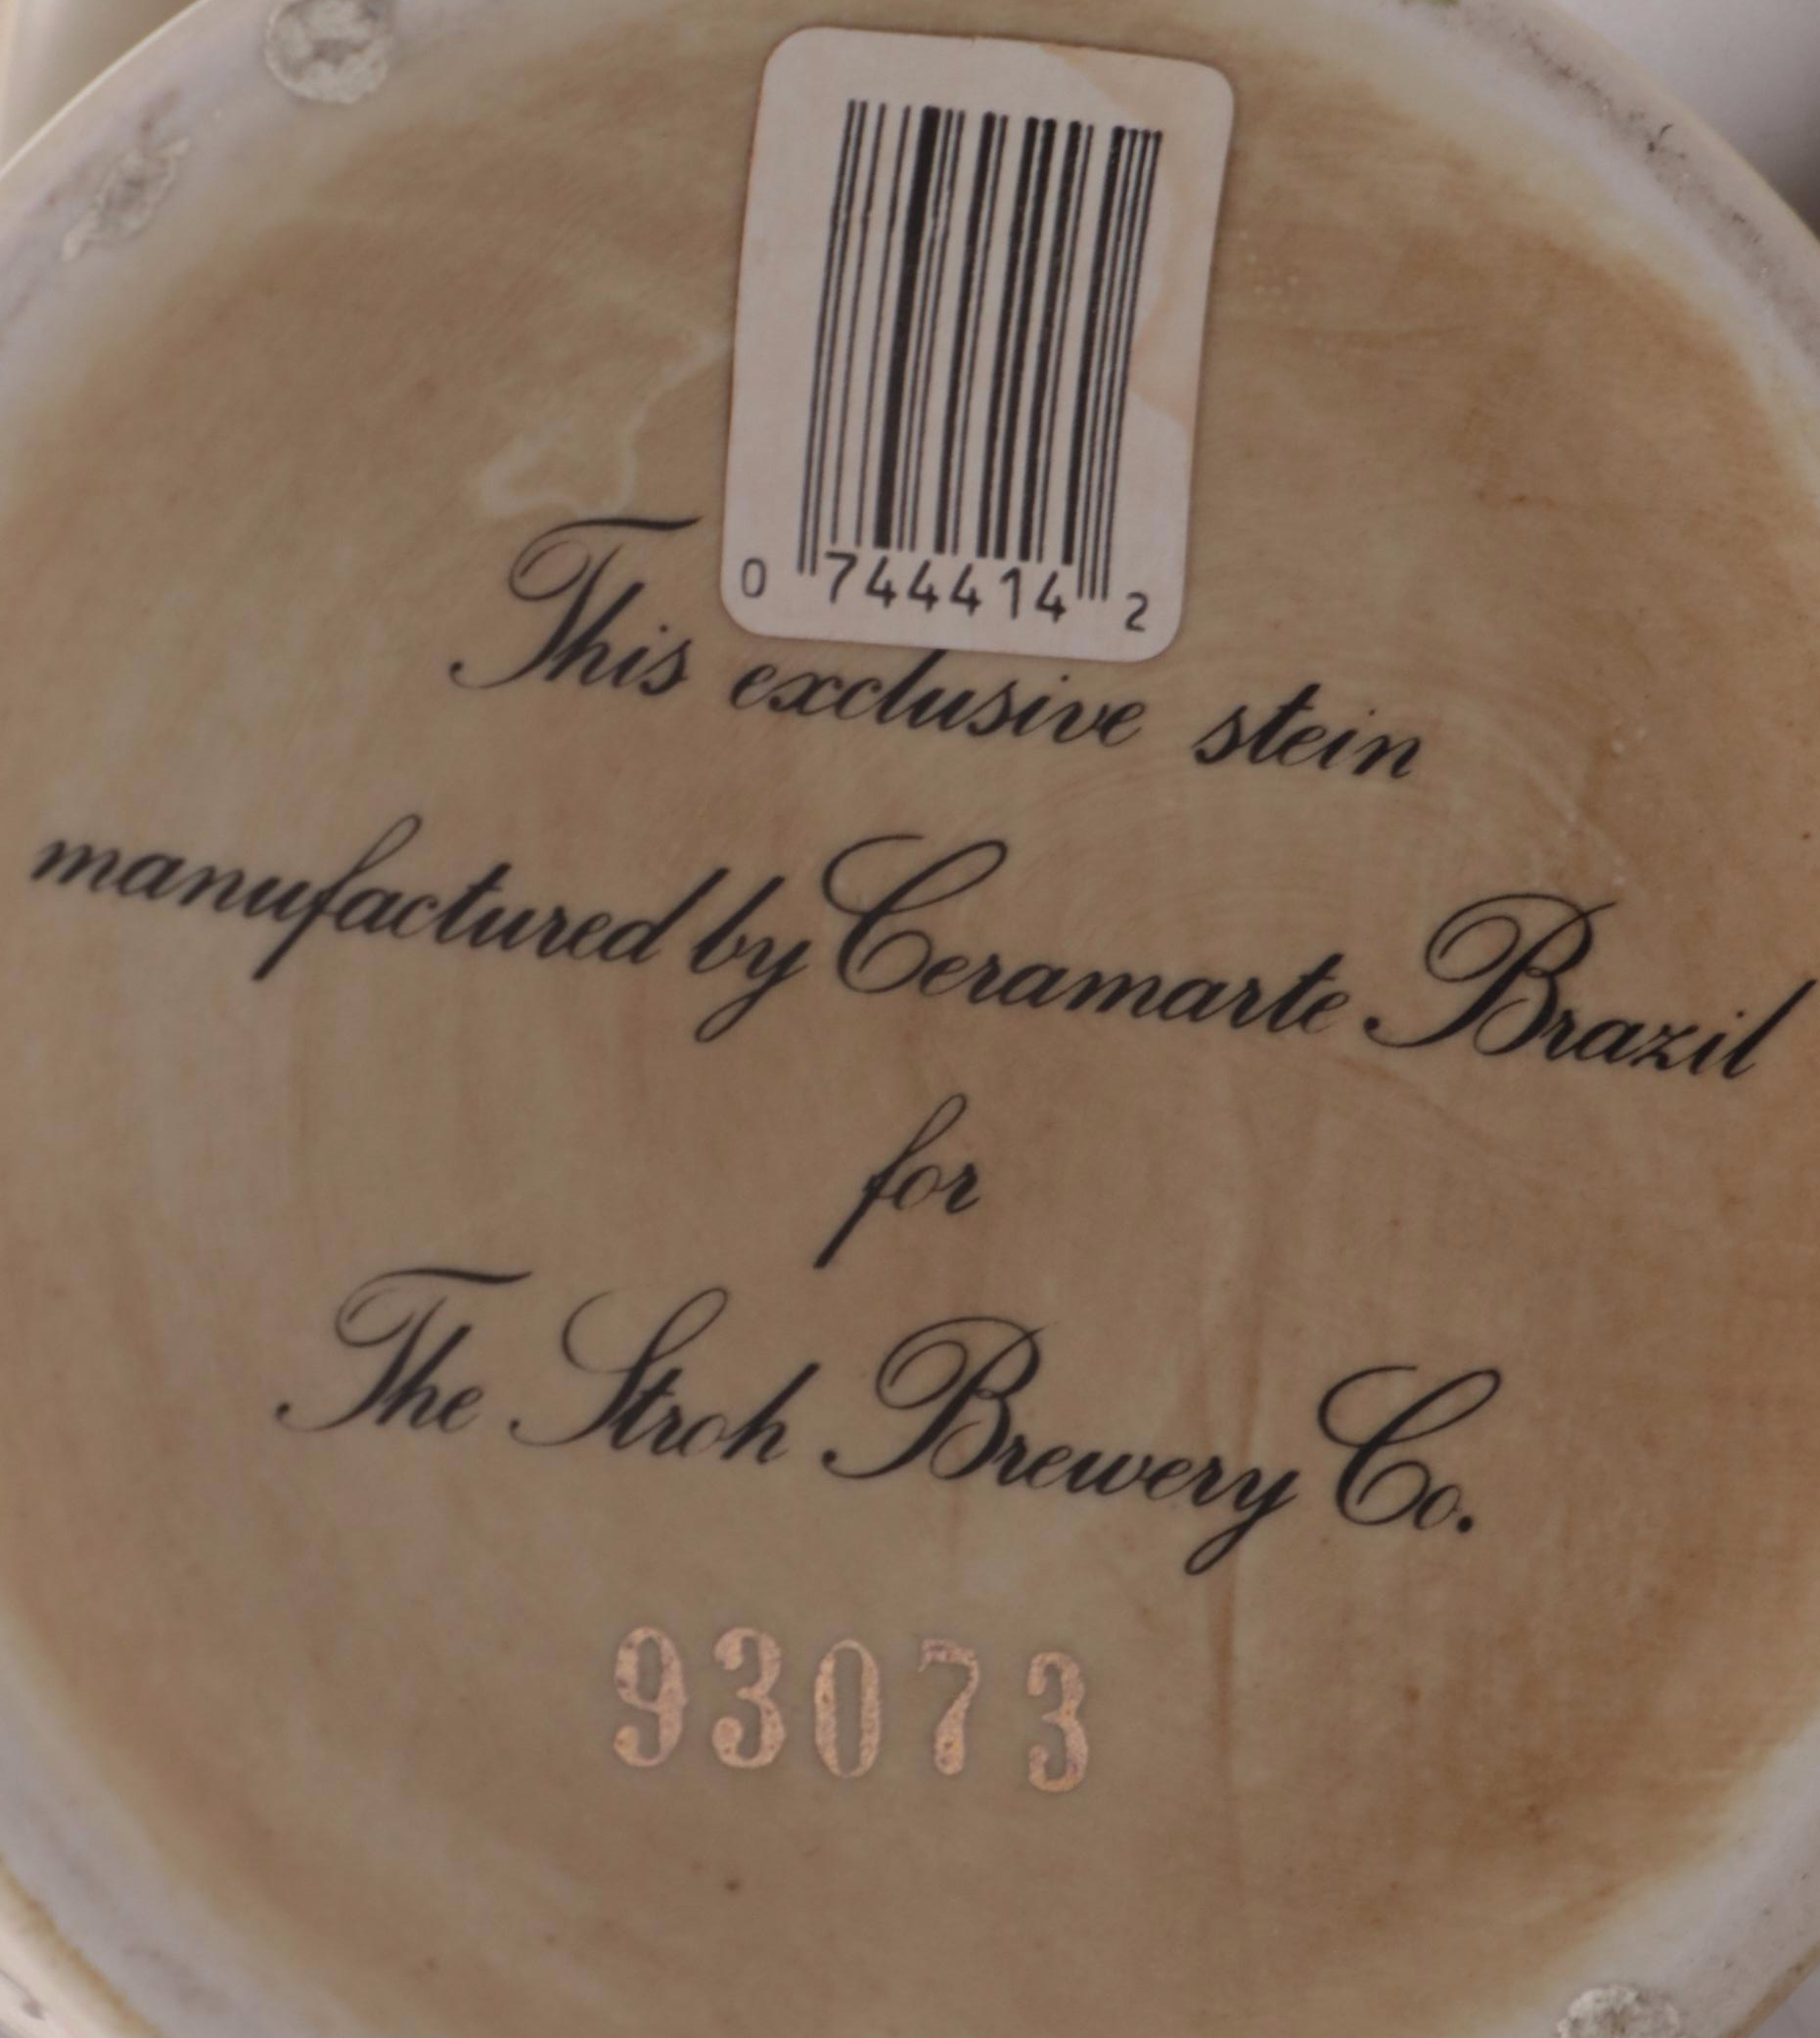 0 744414 2
This exclusive stein
manufactured by Ceramarte Brazil
for
The Stroh Brewery Co.
93073